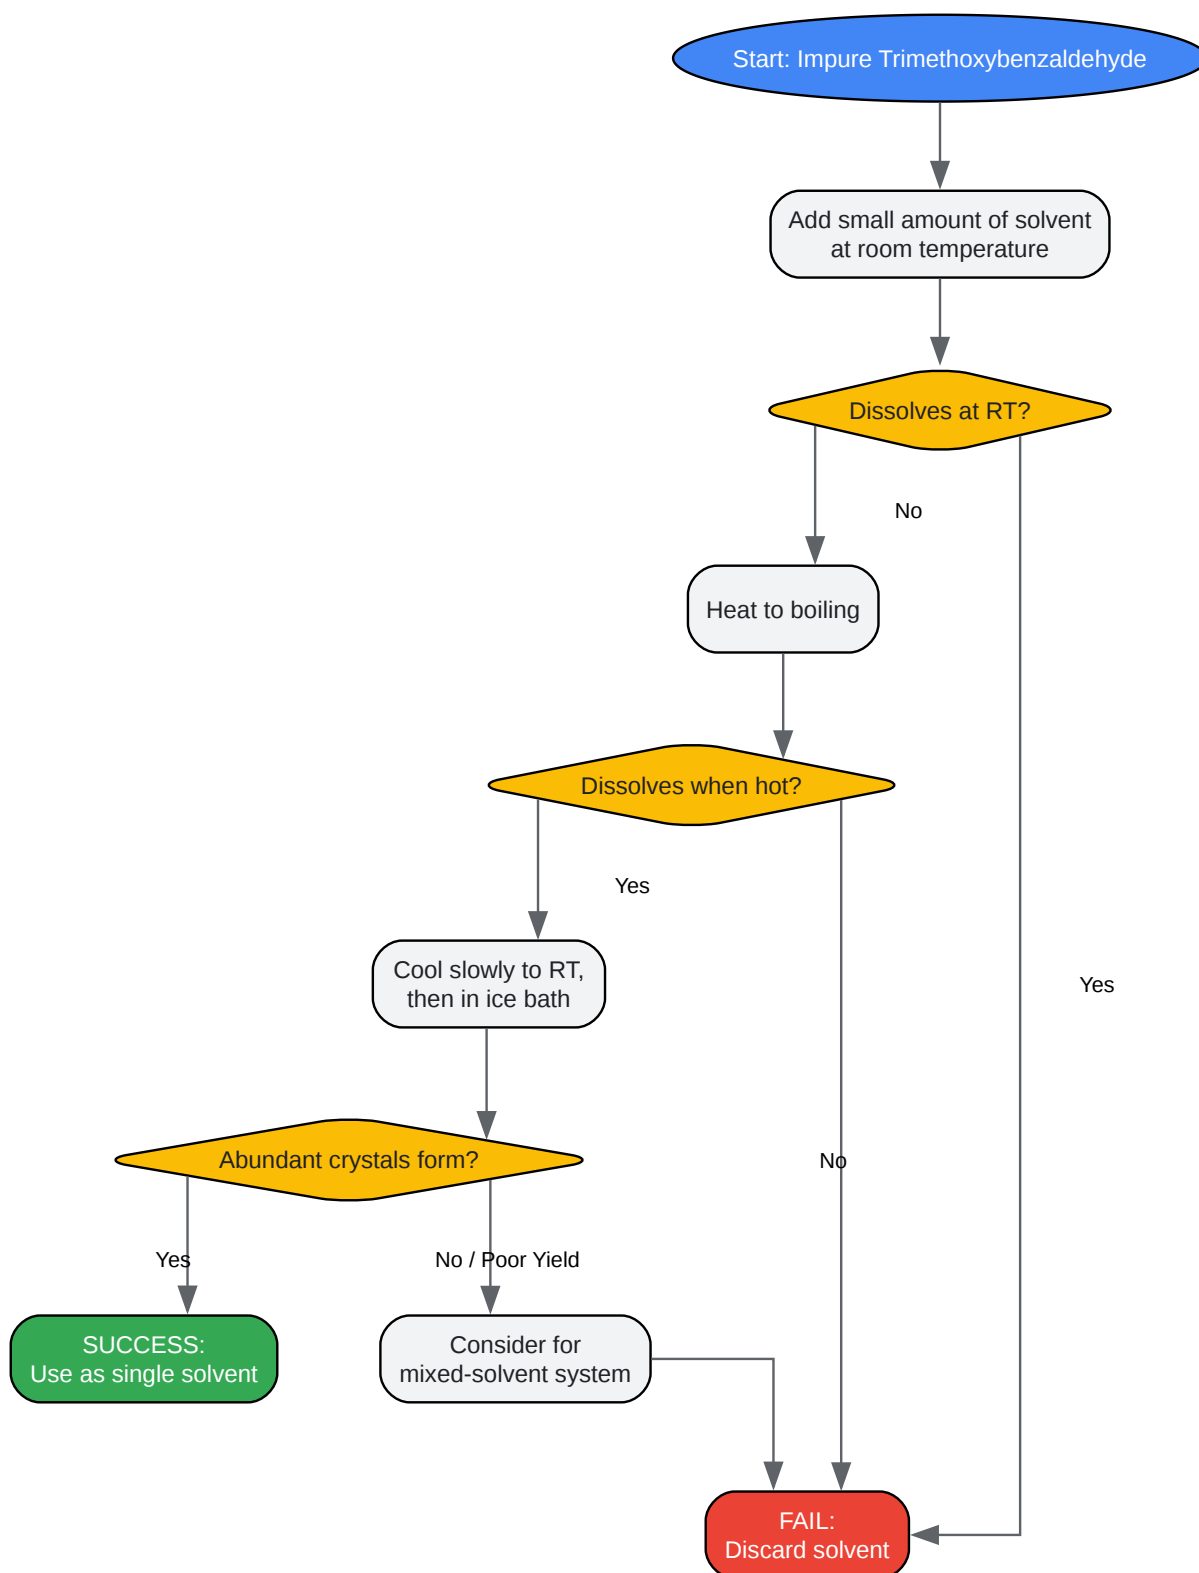 Start: Impure Trimethoxybenzaldehyde
Add small amount of solvent
at room temperature
Dissolves at RT?
No
Heat to boiling
Dissolves when hot?
Yes
Cool slowly to RT,
then in ice bath
Yes
Abundant crystals form?
No
Yes
No / Poor Yield
SUCCESS:
Use as single solvent
Consider for
mixed-solvent system
FAIL:
Discard solvent